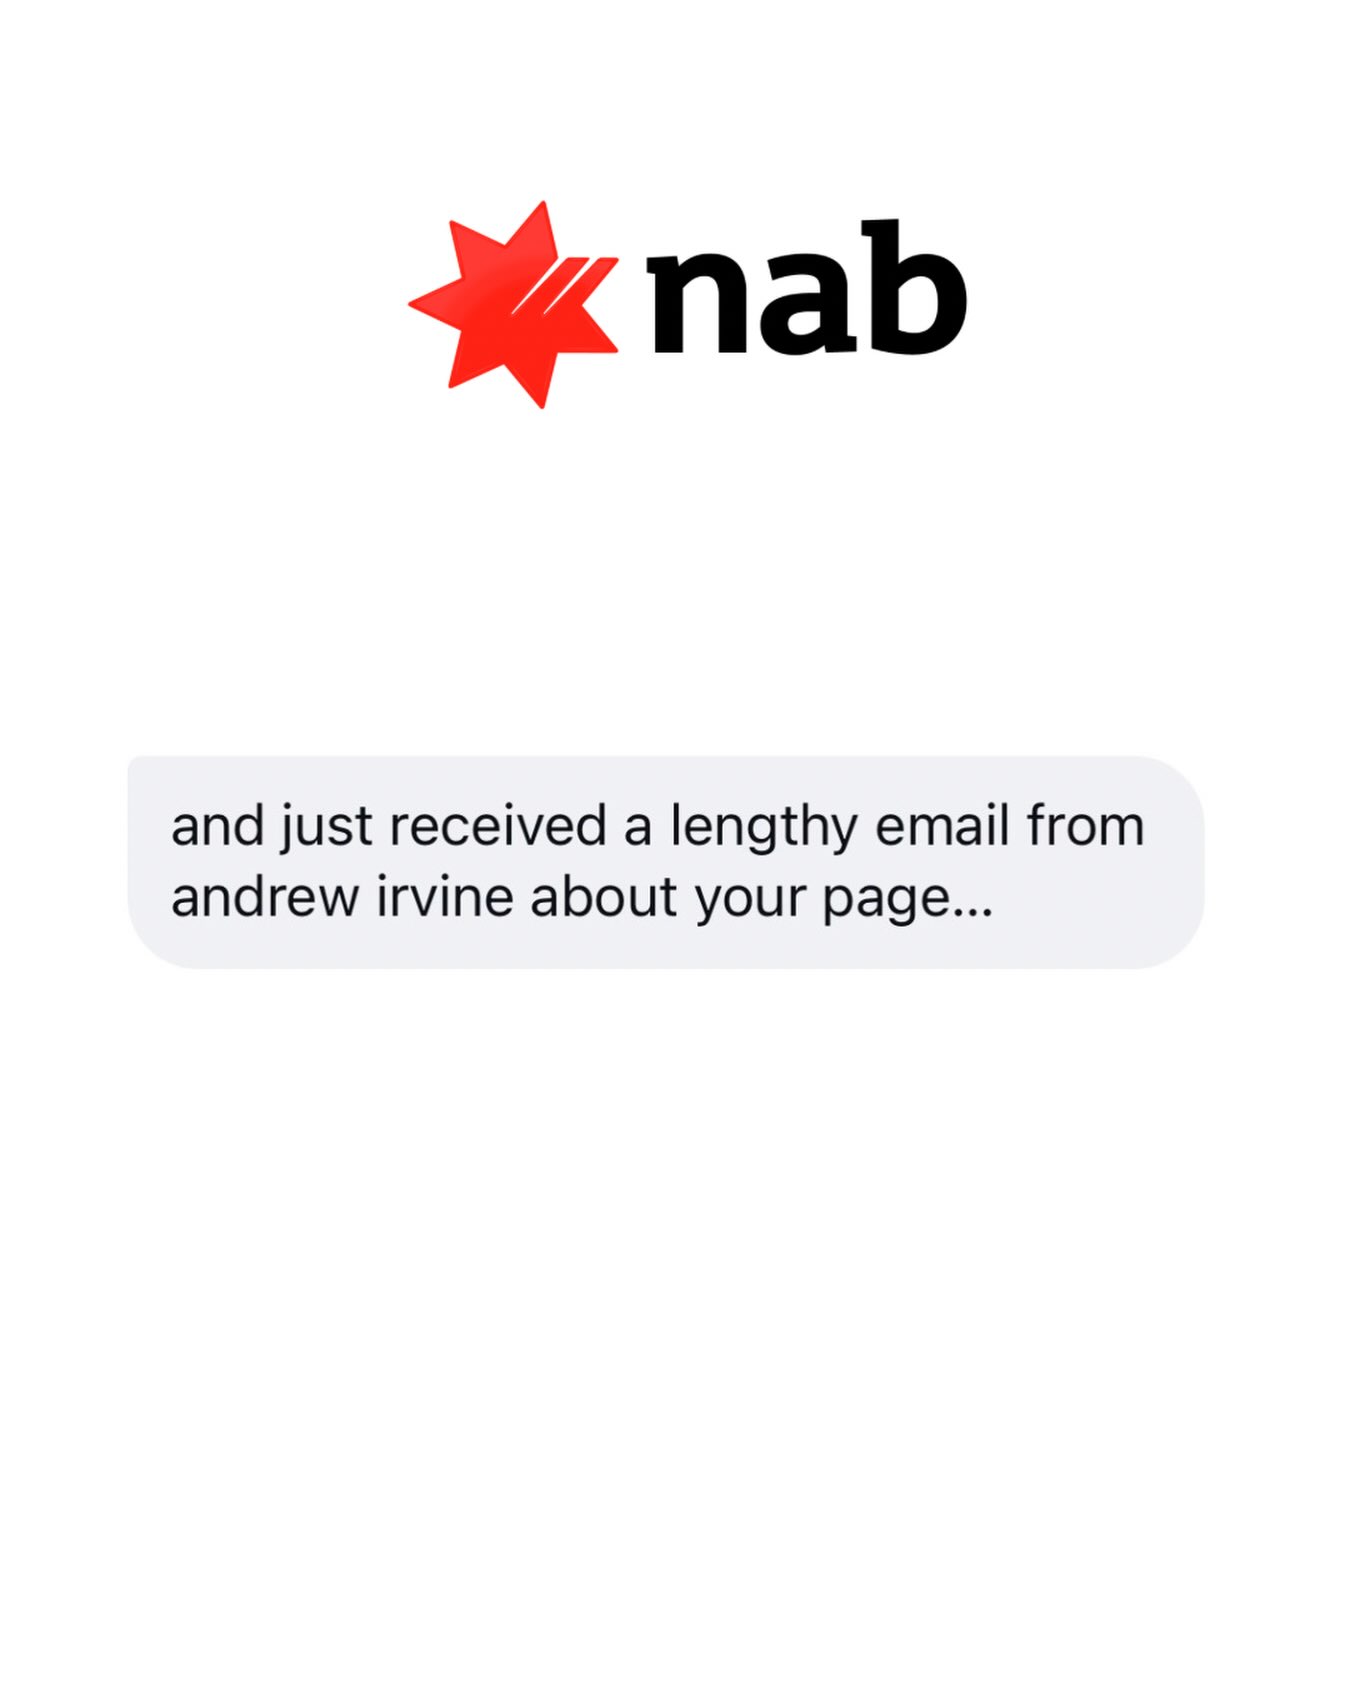 nab
and just received a lengthy email from
andrew irvine about your page...